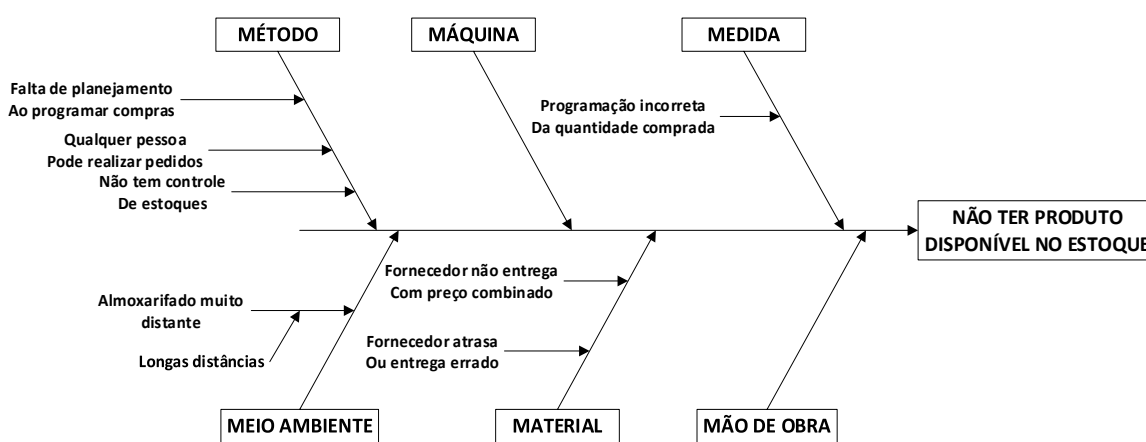 MÉTODO
MÁQUINA
MEDIDA
Falta de planejamento
Ao programar compras
Qualquer pessoa
Pode realizar pedidos
Não tem controle
De estoques
Programação incorreta
Da quantidade comprada
NÃO TER PRODUTO
DISPONÍVEL NO ESTOQUE
Almoxarifado muito
distante
Longas distâncias
Fornecedor não entrega
Com preço combinado
Fornecedor atrasa
Ou entrega errado
MEIO AMBIENTE
MATERIAL
MÃO DE OBRA